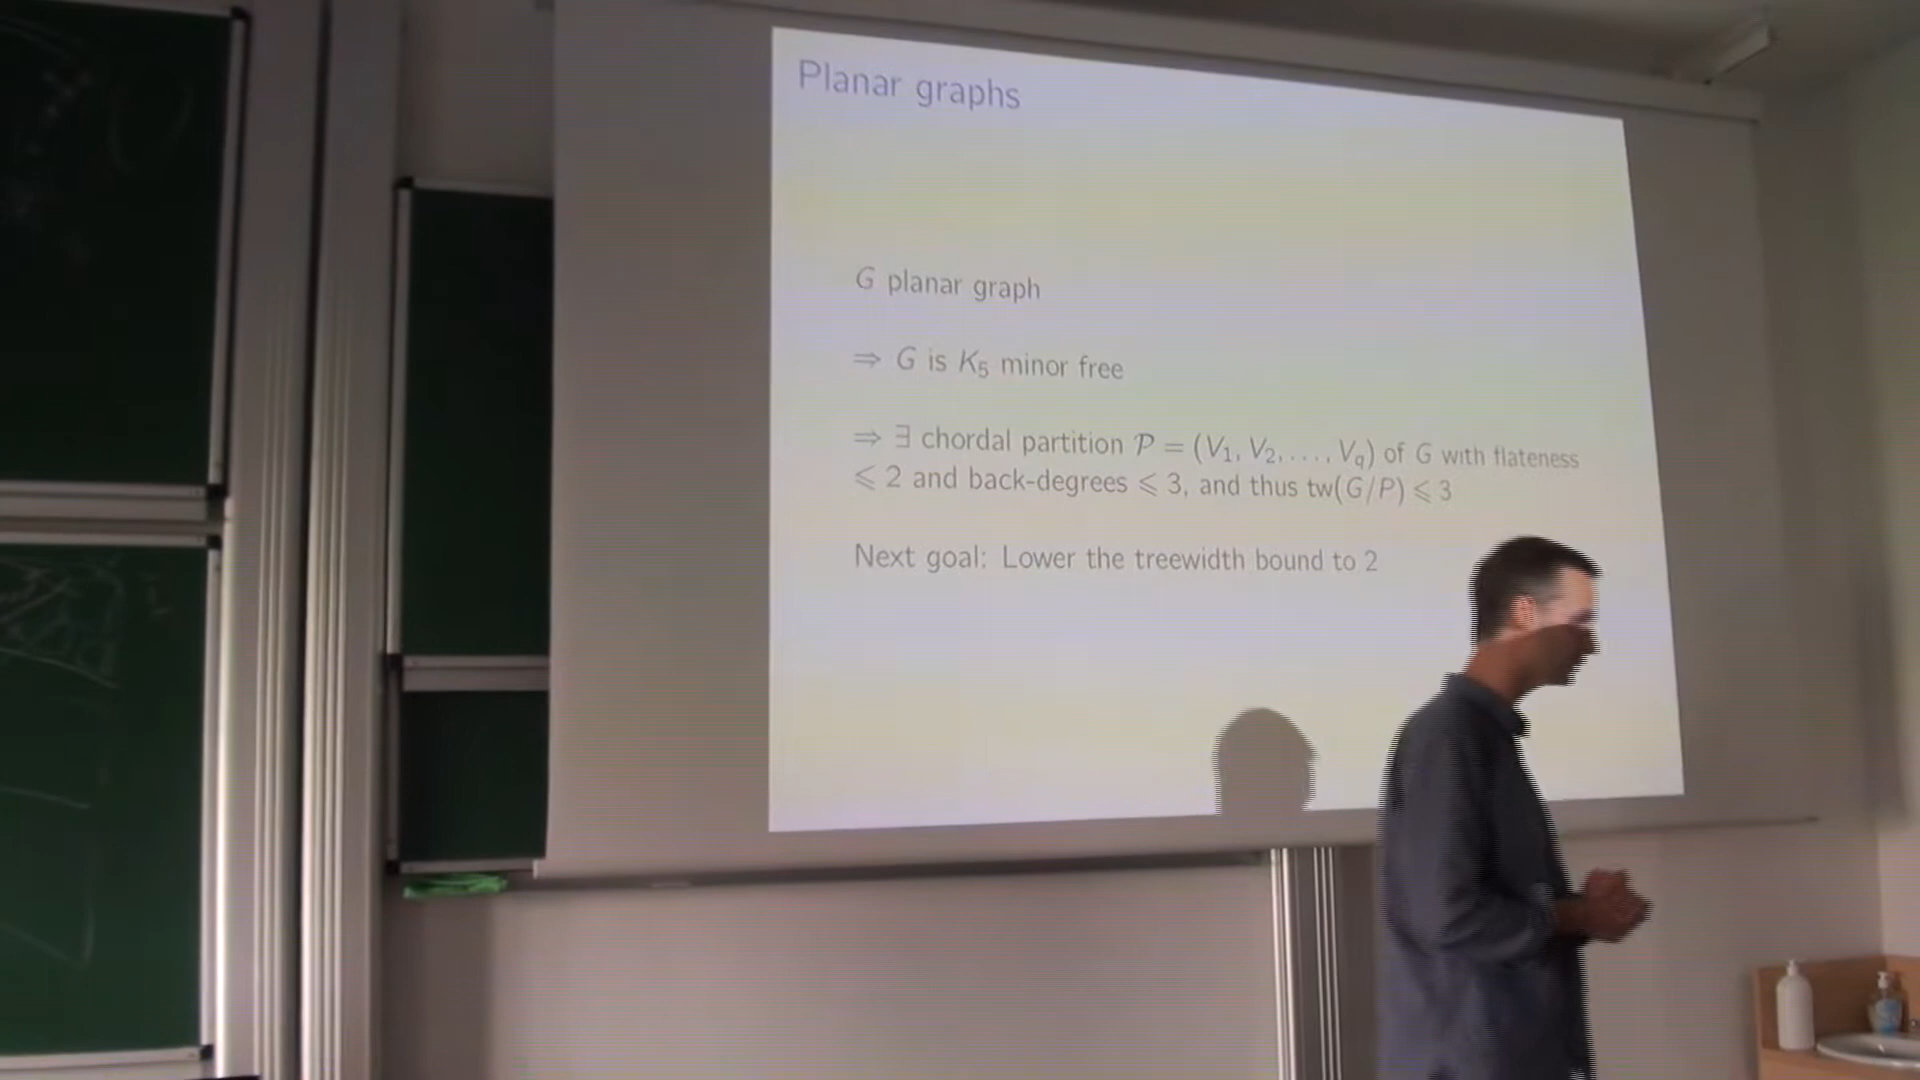 Planar graphs
G planar graph
⇒ G is K₅ minor free
⇒ ∃ chordal partition 𝒫 = (V₁, V₂, . . . , V_q) of G with flateness
⩽ 2 and back-degrees ⩽ 3, and thus tw(G/P) ⩽ 3
Next goal: Lower the treewidth bound to 2